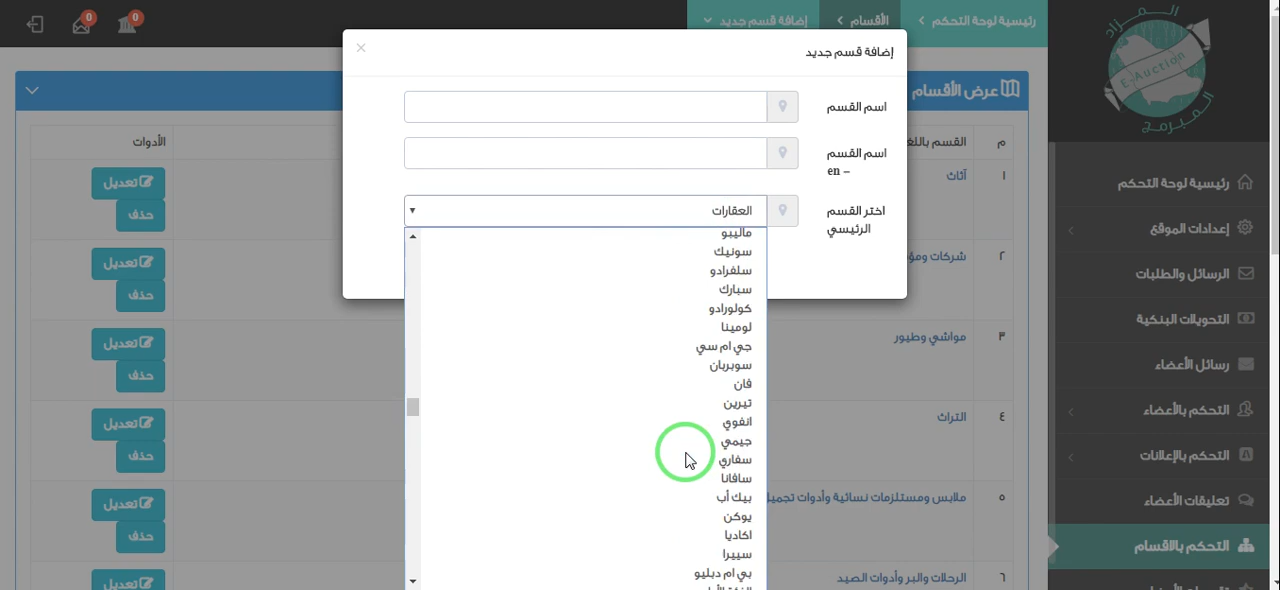 رئيسية لوحة التحكم
الأقسام
إضافة قسم جديد
0
0
المزاد
E-Auction
المبرمج
رئيسية لوحة التحكم
إعدادات الموقع
الرسائل والطلبات
التحويلات البنكية
رسائل الأعضاء
التحكم بالأعضاء
التحكم بالإعلانات
تعليقات الأعضاء
التحكم بالاقسام
عرض الأقسام
م
القسم باللغ
الأدوات
١
آثاث
تعديل
حذف
٢
شركات ومؤ
تعديل
حذف
٣
مواشي وطيور
تعديل
حذف
٤
التراث
تعديل
حذف
٥
ملابس ومستلزمات نسائية وأدوات تجميل
تعديل
حذف
٦
الرحلات والبر وأدوات الصيد
تعديل
إضافة قسم جديد
×
اسم القسم
اسم القسم
– en
اختر القسم
الرئيسي
العقارات
ماليبو
سونيك
سلفرادو
سبارك
كولورادو
لومينا
جي ام سي
سوبربان
فان
تيرين
انفوي
جيمي
سفاري
سافانا
بيك أب
يوكن
اكاديا
سييرا
بي ام دبليو